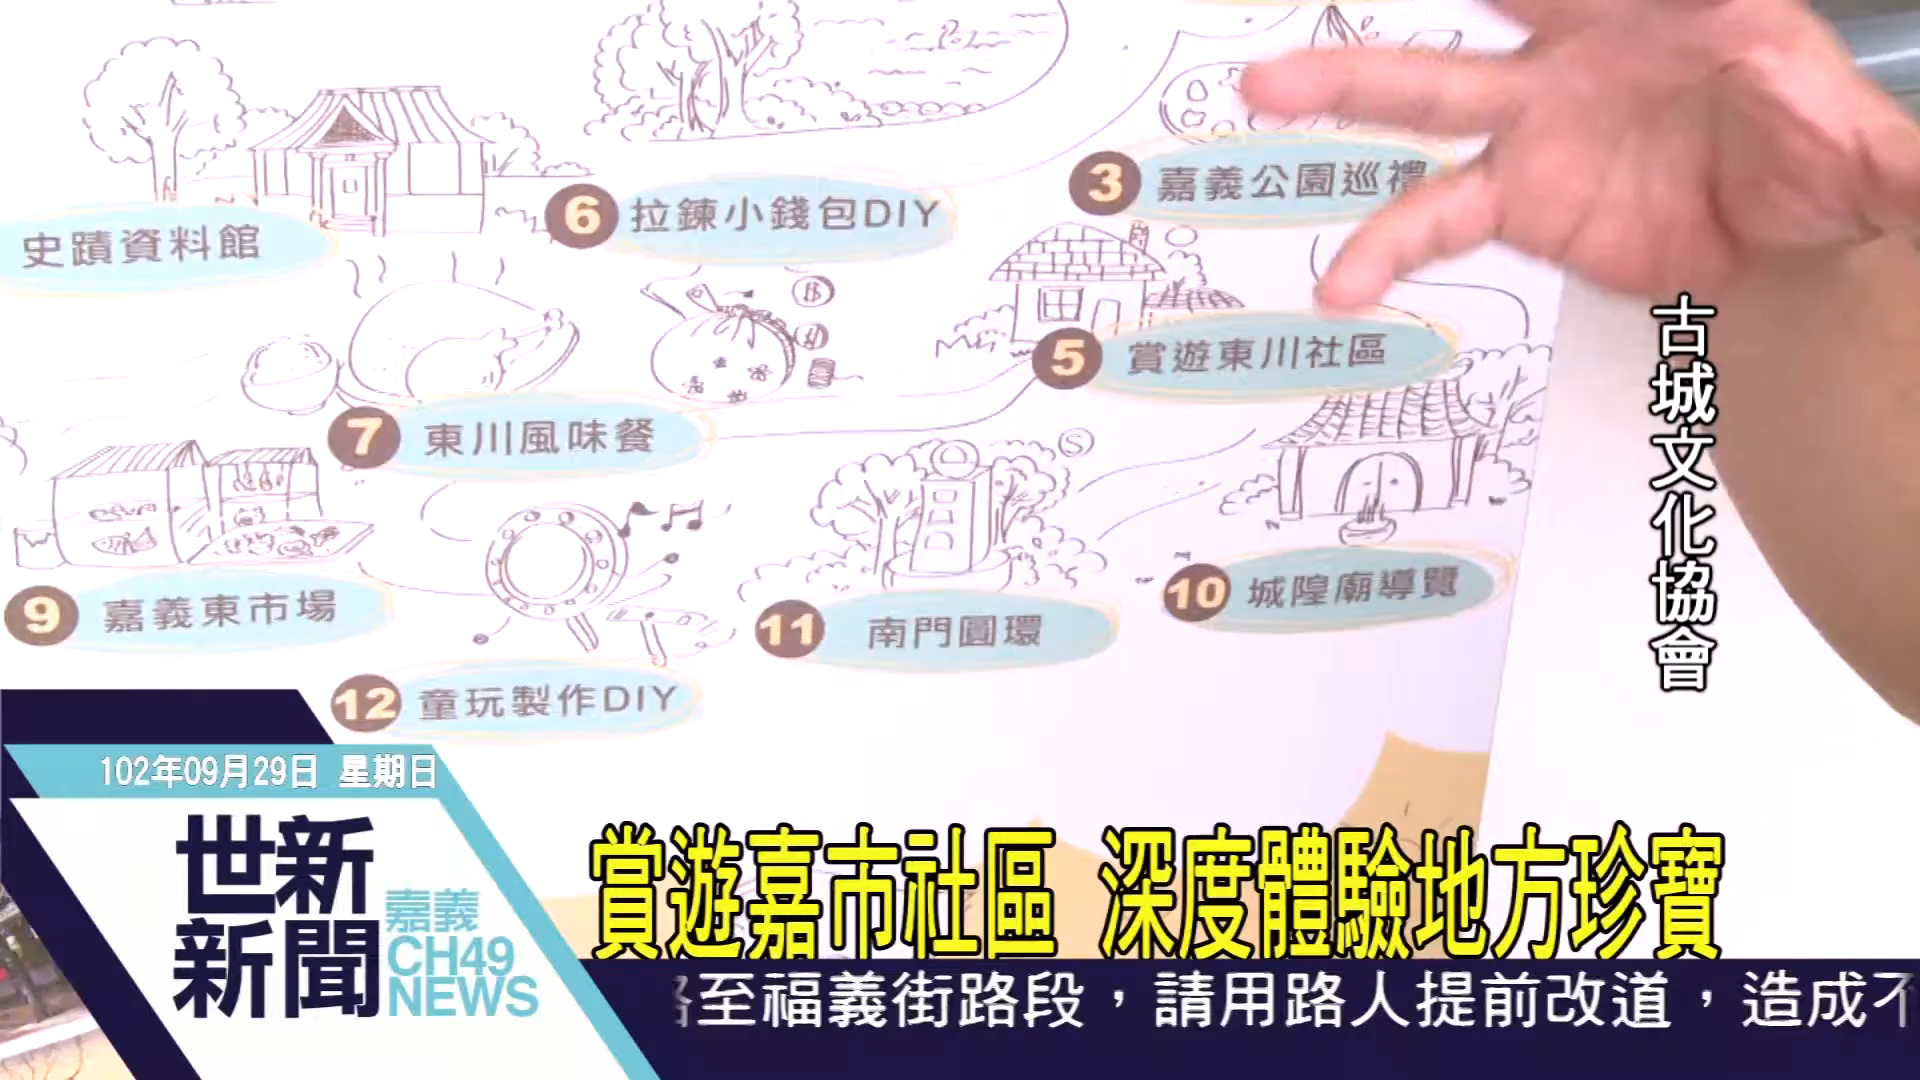 3 嘉義公園巡禮
6 拉鍊小錢包DIY
史蹟資料館
5 賞遊東川社區
7 東川風味餐
10 城隍廟導覽
9 嘉義東市場
11 南門圓環
12 童玩製作DIY
古城文化協會
102年09月29日 星期日
世新
新聞
嘉義
CH49
NEWS
賞遊嘉市社區 深度體驗地方珍寶
至福義街路段，請用路人提前改道，造成不